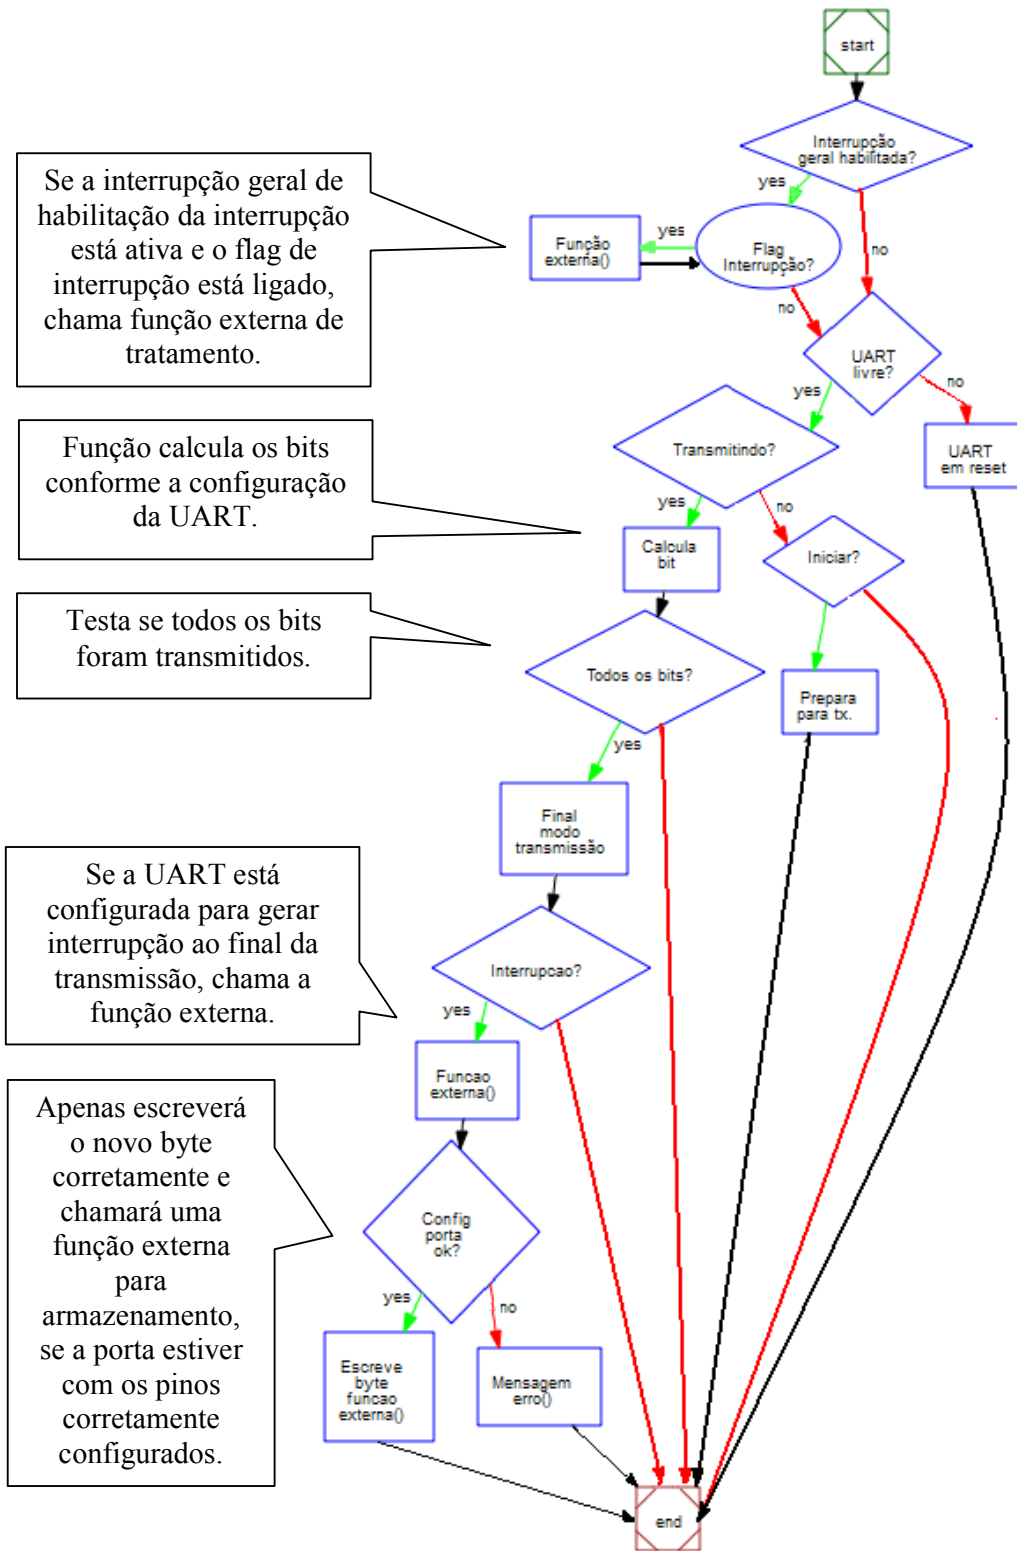 start
Interrupção
geral habilitada?
yes
no
Se a interrupção geral de
habilitação da interrupção
está ativa e o flag de
interrupção está ligado,
chama função externa de
tratamento.
Função
externa()
yes
Flag
Interrupção?
no
UART
livre?
yes
no
UART
em reset
Função calcula os bits
conforme a configuração
da UART.
Transmitindo?
yes
no
Calcula
bit
Iniciar?
Testa se todos os bits
foram transmitidos.
Todos os bits?
Prepara
para tx.
yes
Final
modo
transmissão
Se a UART está
configurada para gerar
interrupção ao final da
transmissão, chama a
função externa.
Interrupcao?
yes
Funcao
externa()
Apenas escreverá
o novo byte
corretamente e
chamará uma
função externa
para
armazenamento,
se a porta estiver
com os pinos
corretamente
configurados.
Config
porta
ok?
yes
no
Escreve
byte
funcao
externa()
Mensagem
erro()
end